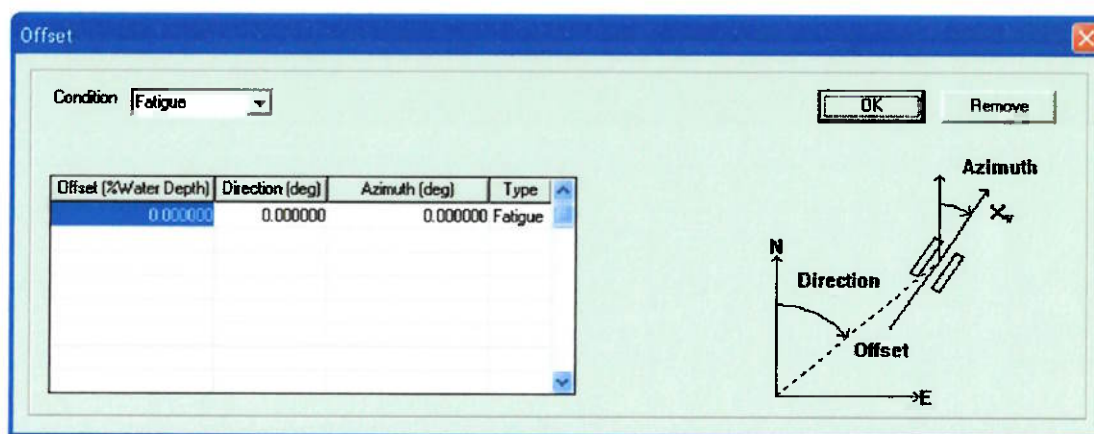 Offset
Condition Fatigue
OK Remove
Offset (%Water Depth) Direction (deg) Azimuth (deg) Type
0.000000 0.000000 0.000000 Fatigue
Azimuth
Xv
N
Direction
Offset
E